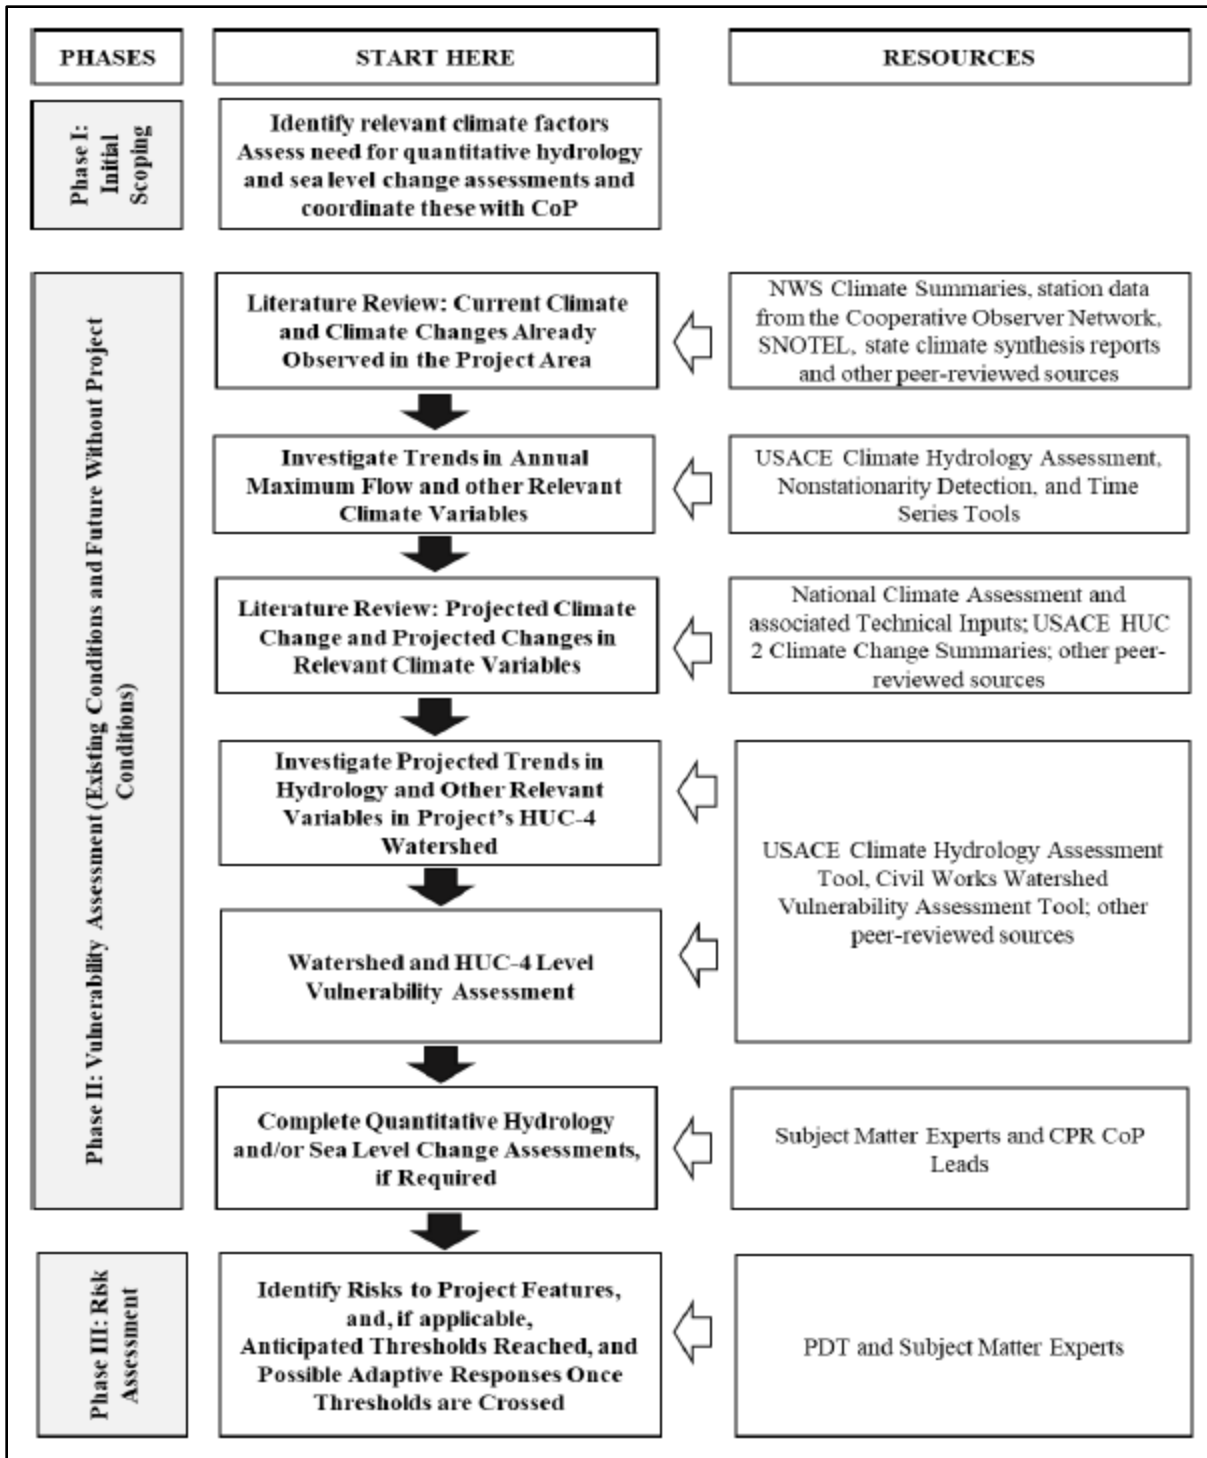 PHASES
START HERE
RESOURCES
Phase I:
Initial
Scoping
Identify relevant climate factors
Assess need for quantitative hydrology
and sea level change assessments and
coordinate these with CoP
Phase II: Vulnerability Assessment (Existing Conditions and Future Without Project
Conditions)
Literature Review: Current Climate
and Climate Changes Already
Observed in the Project Area
NWS Climate Summaries, station data
from the Cooperative Observer Network,
SNOTEL, state climate synthesis reports
and other peer-reviewed sources
Investigate Trends in Annual
Maximum Flow and other Relevant
Climate Variables
USACE Climate Hydrology Assessment,
Nonstationarity Detection, and Time
Series Tools
Literature Review: Projected Climate
Change and Projected Changes in
Relevant Climate Variables
National Climate Assessment and
associated Technical Inputs; USACE HUC
2 Climate Change Summaries; other peer-
reviewed sources
Investigate Projected Trends in
Hydrology and Other Relevant
Variables in Project's HUC-4
Watershed
USACE Climate Hydrology Assessment
Tool, Civil Works Watershed
Vulnerability Assessment Tool; other
peer-reviewed sources
Watershed and HUC-4 Level
Vulnerability Assessment
Complete Quantitative Hydrology
and/or Sea Level Change Assessments,
if Required
Subject Matter Experts and CPR CoP
Leads
Phase III: Risk
Assessment
Identify Risks to Project Features,
and, if applicable,
Anticipated Thresholds Reached, and
Possible Adaptive Responses Once
Thresholds are Crossed
PDT and Subject Matter Experts